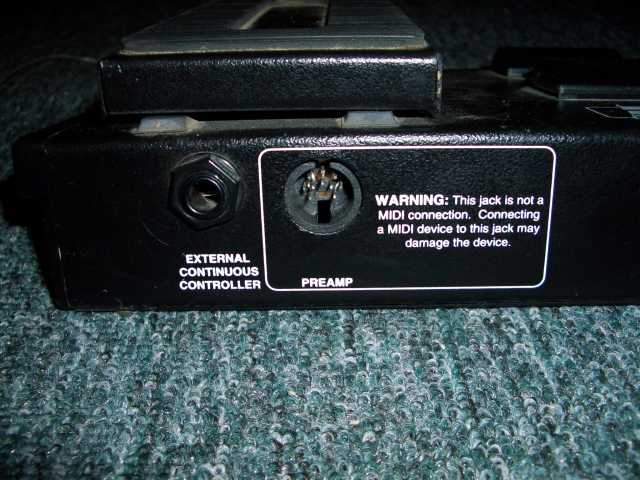 EXTERNAL
CONTINUOUS
CONTROLLER
PREAMP
WARNING: This jack is not a
MIDI connection. Connecting
a MIDI device to this jack may
damage the device.